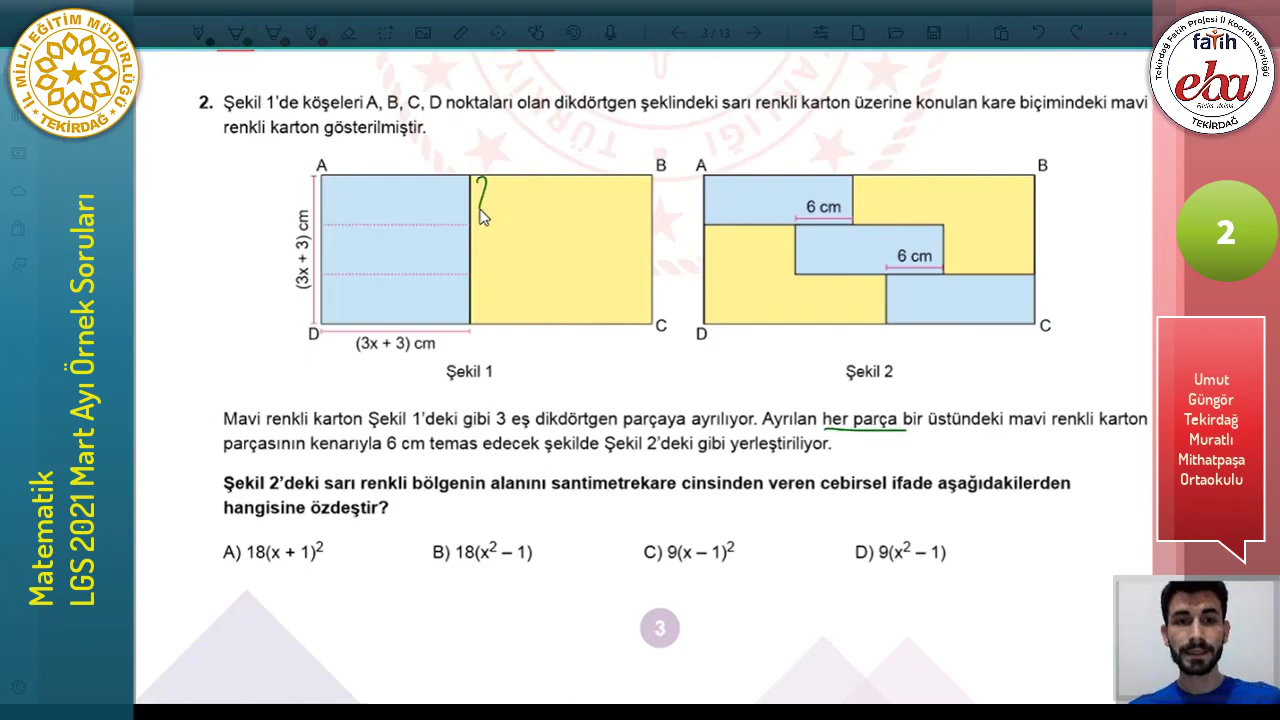 İL MİLLİ EĞİTİM MÜDÜRLÜĞÜ
TEKİRDAĞ
3 / 13
Tekirdağ Fatih Projesi İl Koordinatörlüğü
fatih
eba
TEKİRDAĞ
2. Şekil 1'de köşeleri A, B, C, D noktaları olan dikdörtgen şeklindeki sarı renkli karton üzerine konulan kare biçimindeki mavi
renkli karton gösterilmiştir.
A
B
A
B
(3x + 3) cm
6 cm
6 cm
D
C
D
C
(3x + 3) cm
Şekil 1
Şekil 2
Mavi renkli karton Şekil 1'deki gibi 3 eş dikdörtgen parçaya ayrılıyor. Ayrılan her parça bir üstündeki mavi renkli karton
parçasının kenarıyla 6 cm temas edecek şekilde Şekil 2'deki gibi yerleştiriliyor.
Şekil 2'deki sarı renkli bölgenin alanını santimetrekare cinsinden veren cebirsel ifade aşağıdakilerden
hangisine özdeştir?
A) 18(x + 1)² B) 18(x² – 1) C) 9(x – 1)² D) 9(x² – 1)
3
Matematik
LGS 2021 Mart Ayı Örnek Soruları
2
Umut
Güngör
Tekirdağ
Muratlı
Mithatpaşa
Ortaokulu